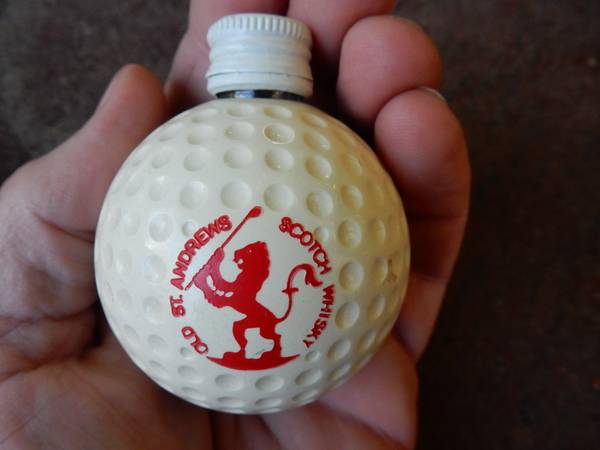 OLD ST. ANDREWS SCOTCH WHISKY